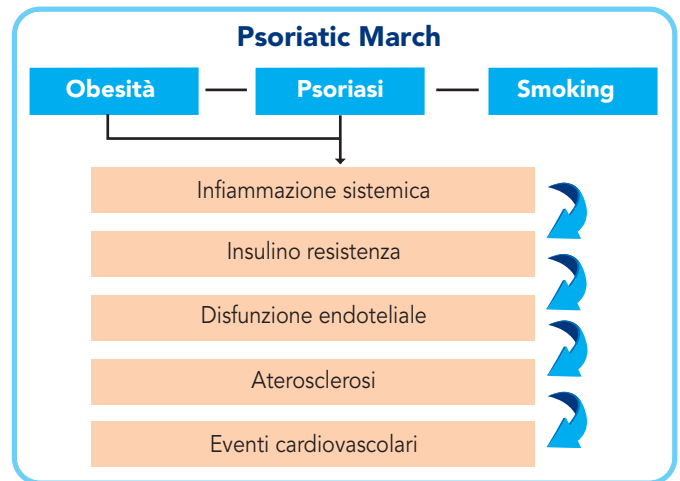 Psoriatic March
Obesità
Psoriasi
Smoking
Infiammazione sistemica
Insulino resistenza
Disfunzione endoteliale
Aterosclerosi
Eventi cardiovascolari